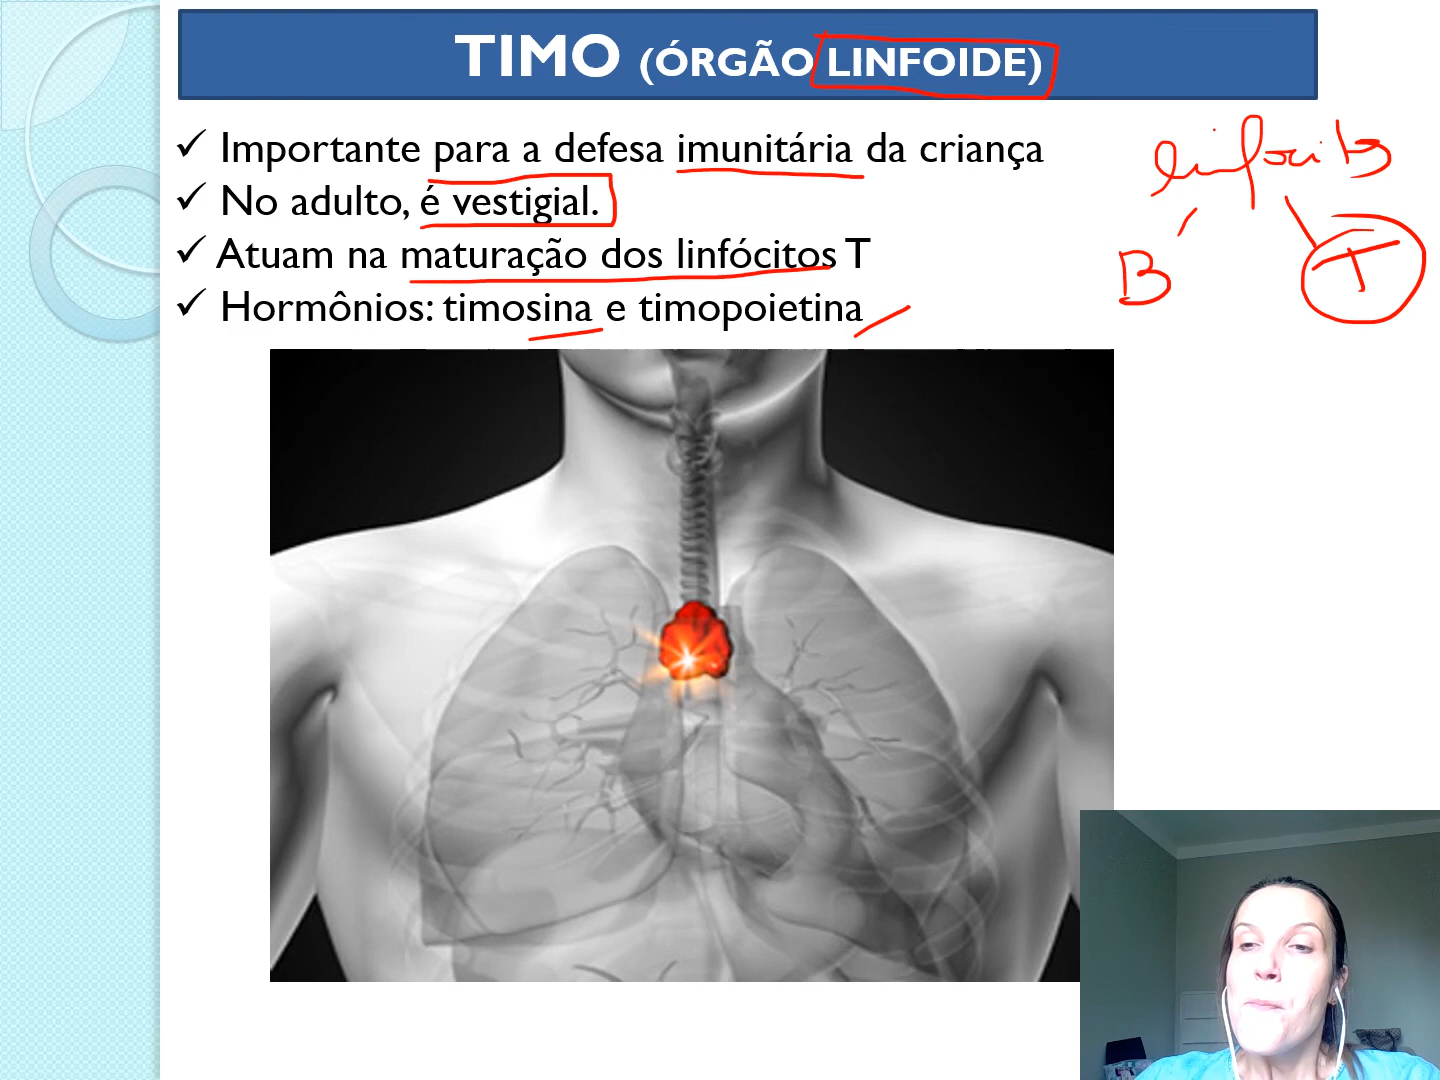 TIMO (ÓRGÃO LINFOIDE)
✓ Importante para a defesa imunitária da criança
✓ No adulto, é vestigial.
✓ Atuam na maturação dos linfócitos T
✓ Hormônios: timosina e timopoietina
linfocitos
B T